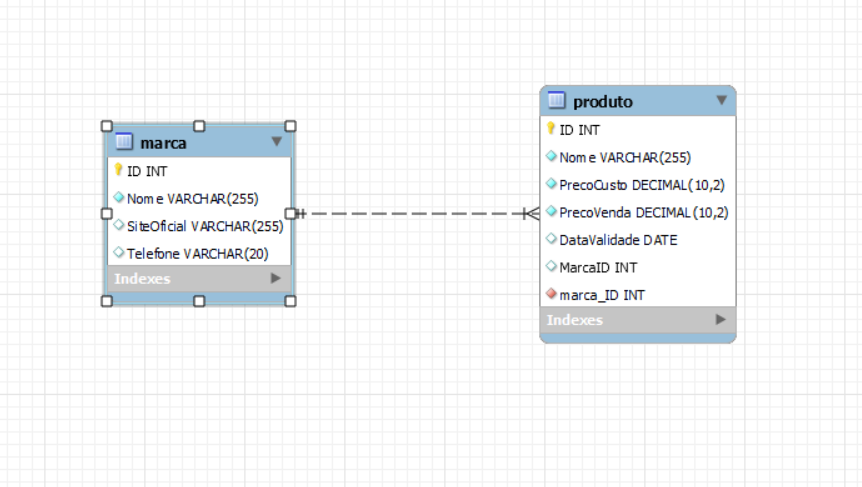 marca
ID INT
Nome VARCHAR(255)
SiteOficial VARCHAR(255)
Telefone VARCHAR(20)
Indexes
produto
ID INT
Nome VARCHAR(255)
PrecoCusto DECIMAL(10,2)
PrecoVenda DECIMAL(10,2)
DataValidade DATE
MarcaID INT
marca_ID INT
Indexes